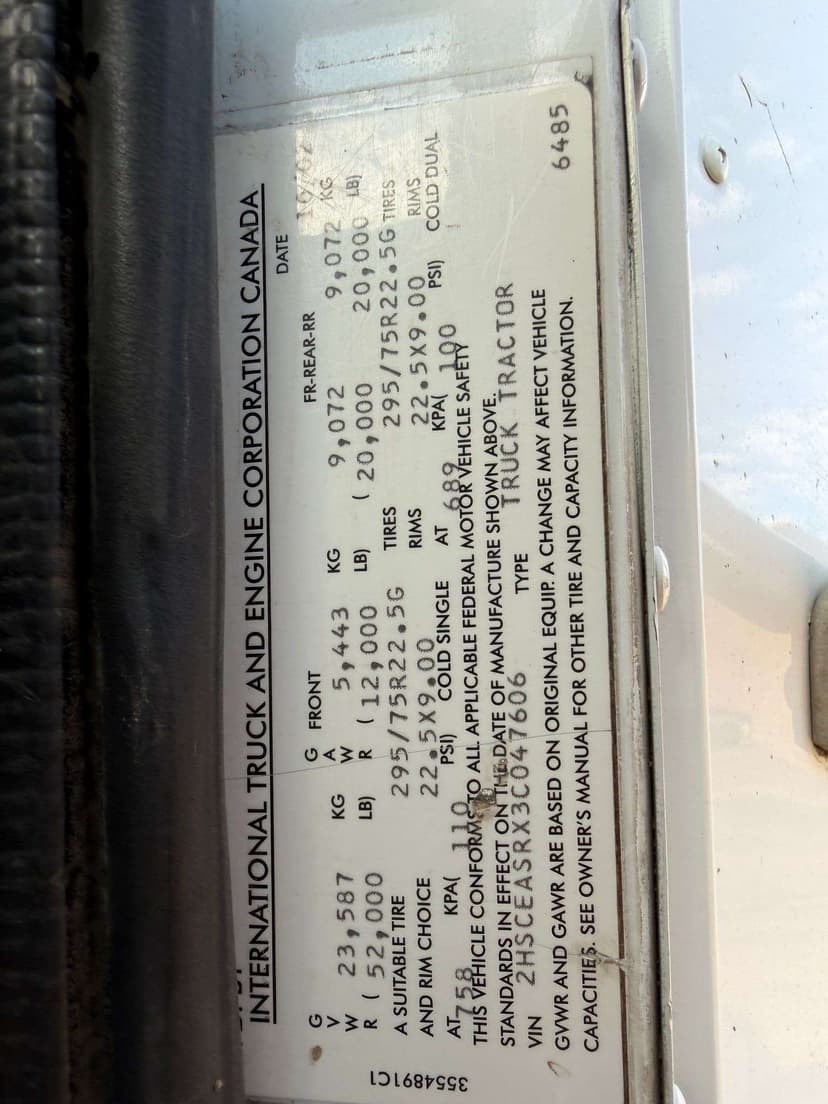 INTERNATIONAL TRUCK AND ENGINE CORPORATION CANADA
DATE 10/02
G FRONT FR-REAR-RR
V 23,587 KG A 5,443 KG 9,072 9,072 KG
W W
R ( 52,000 LB) R ( 12,000 LB) ( 20,000 20,000 LB)
A SUITABLE TIRE 295/75R22.5G TIRES 295/75R22.5G TIRES
AND RIM CHOICE 22.5X9.00 RIMS 22.5X9.00 RIMS
AT 758 KPA( 110 PSI) COLD SINGLE AT 689 KPA( 100 PSI) COLD DUAL
THIS VEHICLE CONFORMS TO ALL APPLICABLE FEDERAL MOTOR VEHICLE SAFETY
STANDARDS IN EFFECT ON THE DATE OF MANUFACTURE SHOWN ABOVE.
VIN 2HSCEASRX3C047606 TYPE TRUCK TRACTOR
GVWR AND GAWR ARE BASED ON ORIGINAL EQUIP. A CHANGE MAY AFFECT VEHICLE
CAPACITIES. SEE OWNER'S MANUAL FOR OTHER TIRE AND CAPACITY INFORMATION.
6485
3554891C1